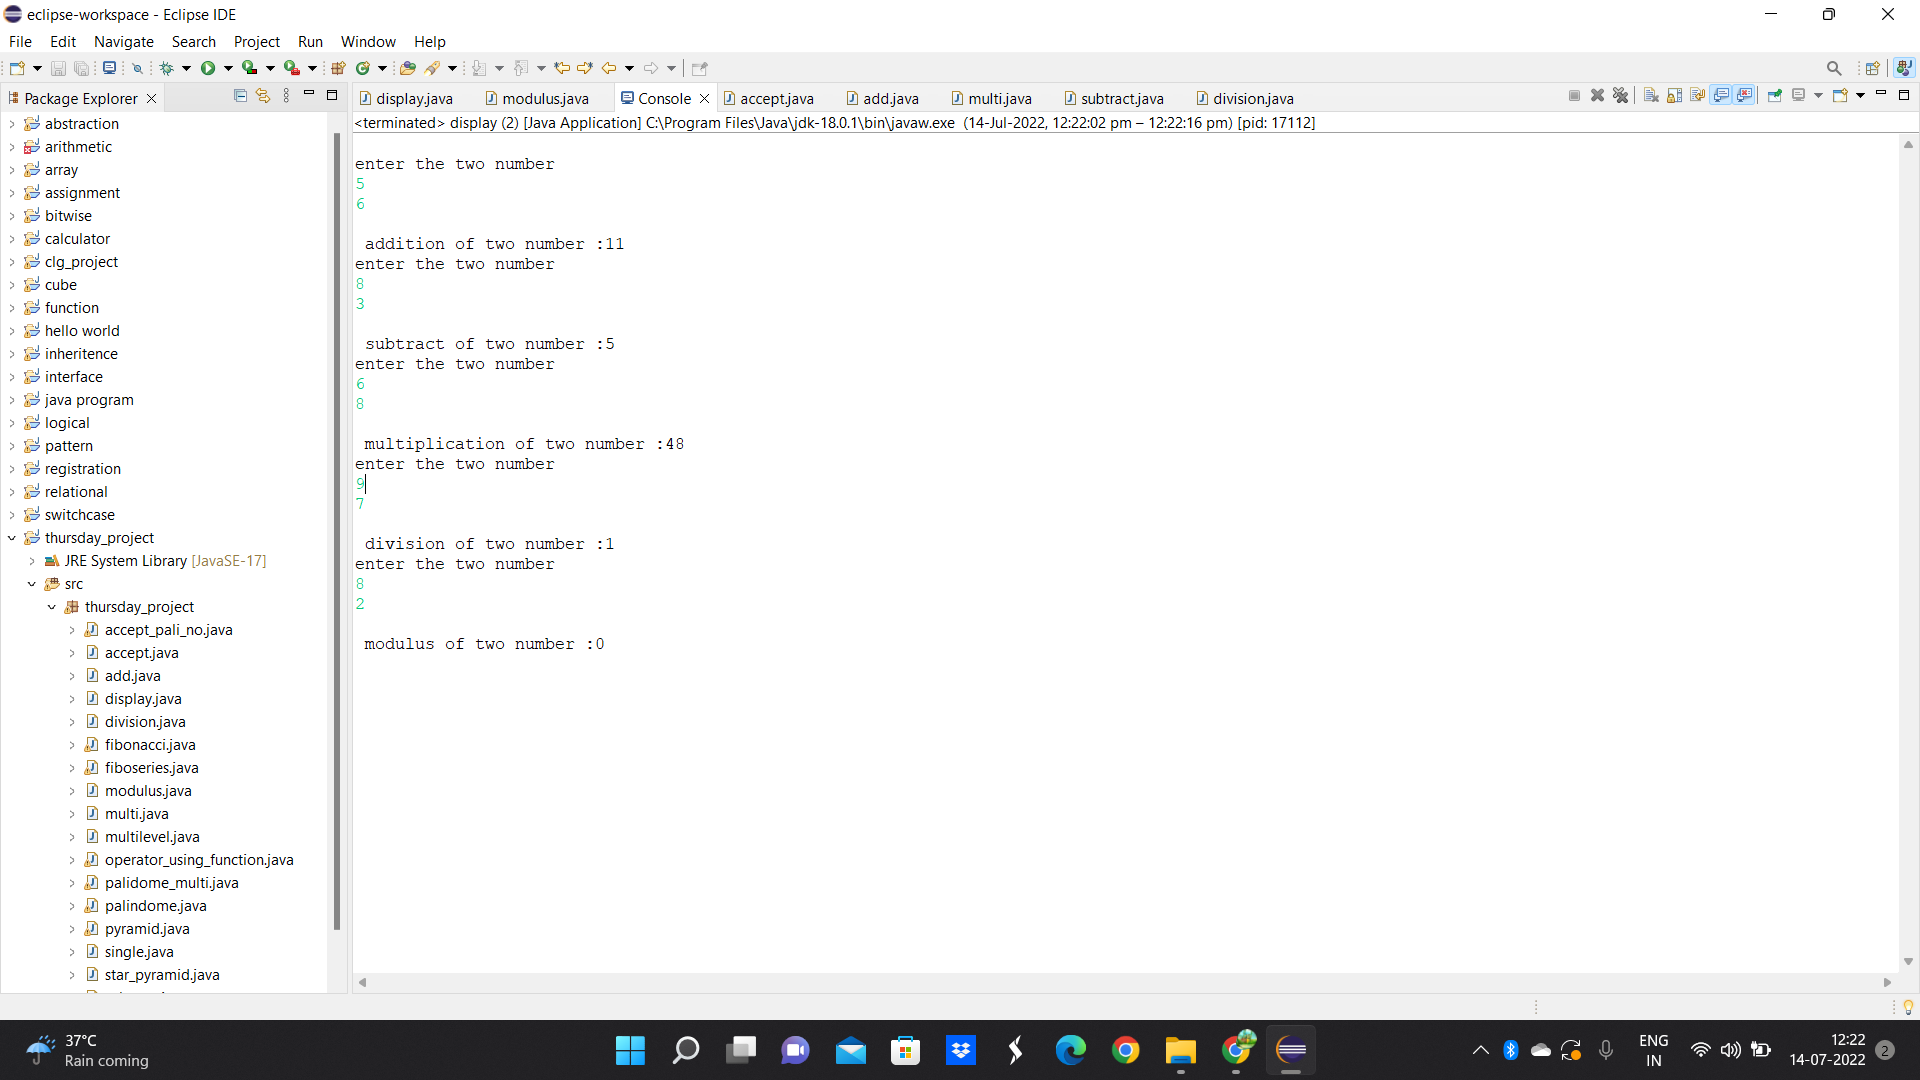 eclipse-workspace - Eclipse IDE
File Edit Navigate Search Project Run Window Help
Package Explorer
abstraction
arithmetic
array
assignment
bitwise
calculator
clg_project
cube
function
hello world
inheritence
interface
java program
logical
pattern
registration
relational
switchcase
thursday_project
JRE System Library [JavaSE-17]
src
thursday_project
accept_pali_no.java
accept.java
add.java
display.java
division.java
fibonacci.java
fiboseries.java
modulus.java
multi.java
multilevel.java
operator_using_function.java
palidome_multi.java
palindome.java
pyramid.java
single.java
star_pyramid.java
display.java modulus.java Console accept.java add.java multi.java subtract.java division.java
<terminated> display (2) [Java Application] C:\Program Files\Java\jdk-18.0.1\bin\javaw.exe (14-Jul-2022, 12:22:02 pm – 12:22:16 pm) [pid: 17112]
enter the two number
5
6
addition of two number :11
enter the two number
8
3
subtract of two number :5
enter the two number
6
8
multiplication of two number :48
enter the two number
9
7
division of two number :1
enter the two number
8
2
modulus of two number :0
37°C
Rain coming
ENG
IN
12:22
14-07-2022
2